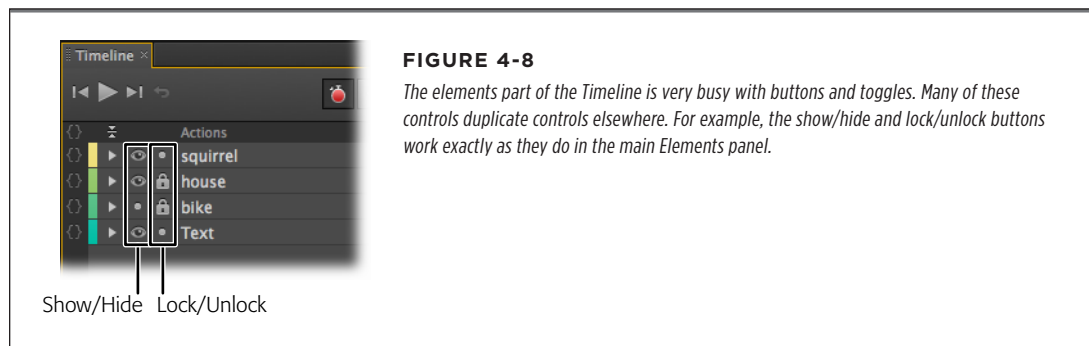 Timeline ×
Actions
squirrel
house
bike
Text
Show/Hide Lock/Unlock
FIGURE 4-8
The elements part of the Timeline is very busy with buttons and toggles. Many of these
controls duplicate controls elsewhere. For example, the show/hide and lock/unlock buttons
work exactly as they do in the main Elements panel.